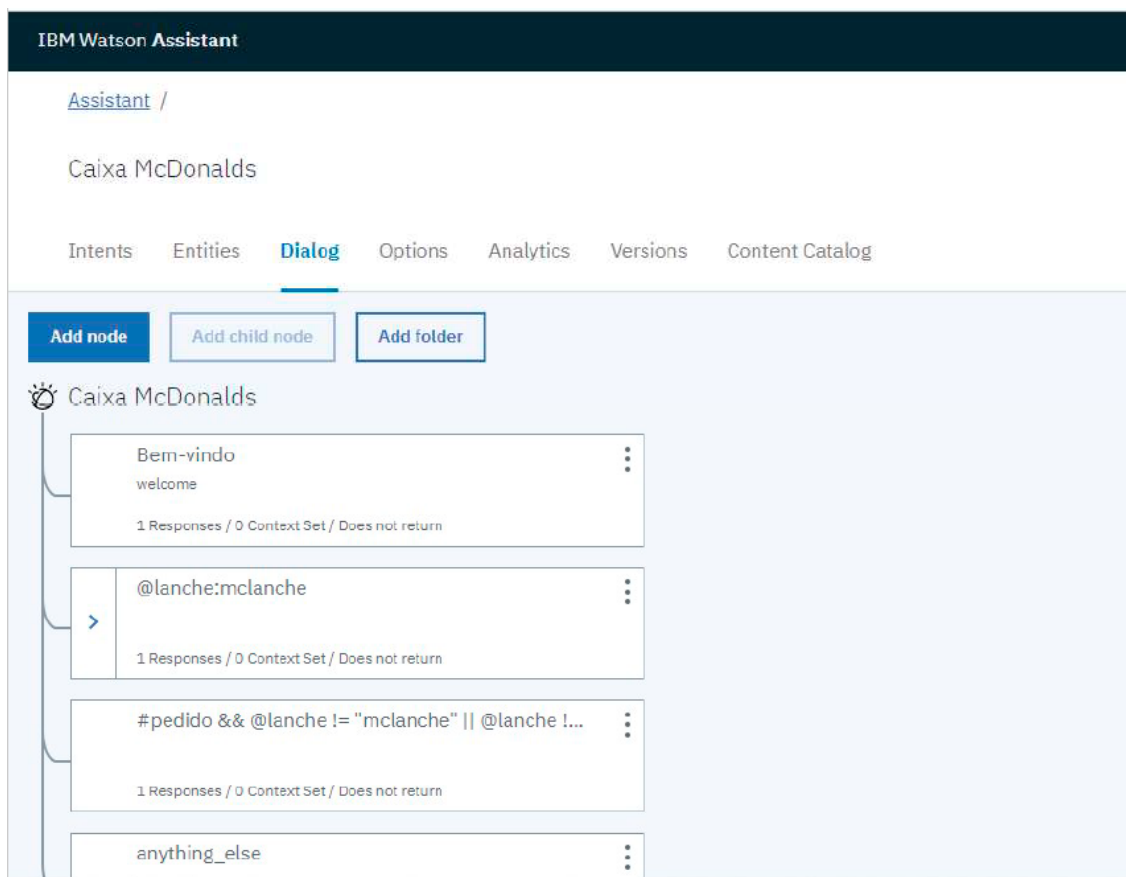 IBM Watson Assistant
Assistant /
Caixa McDonalds
Intents Entities Dialog Options Analytics Versions Content Catalog
Add node Add child node Add folder
Caixa McDonalds
Bem-vindo
welcome
1 Responses / 0 Context Set / Does not return
@lanche:mclanche
1 Responses / 0 Context Set / Does not return
#pedido && @lanche != "mclanche" || @lanche !...
1 Responses / 0 Context Set / Does not return
anything_else